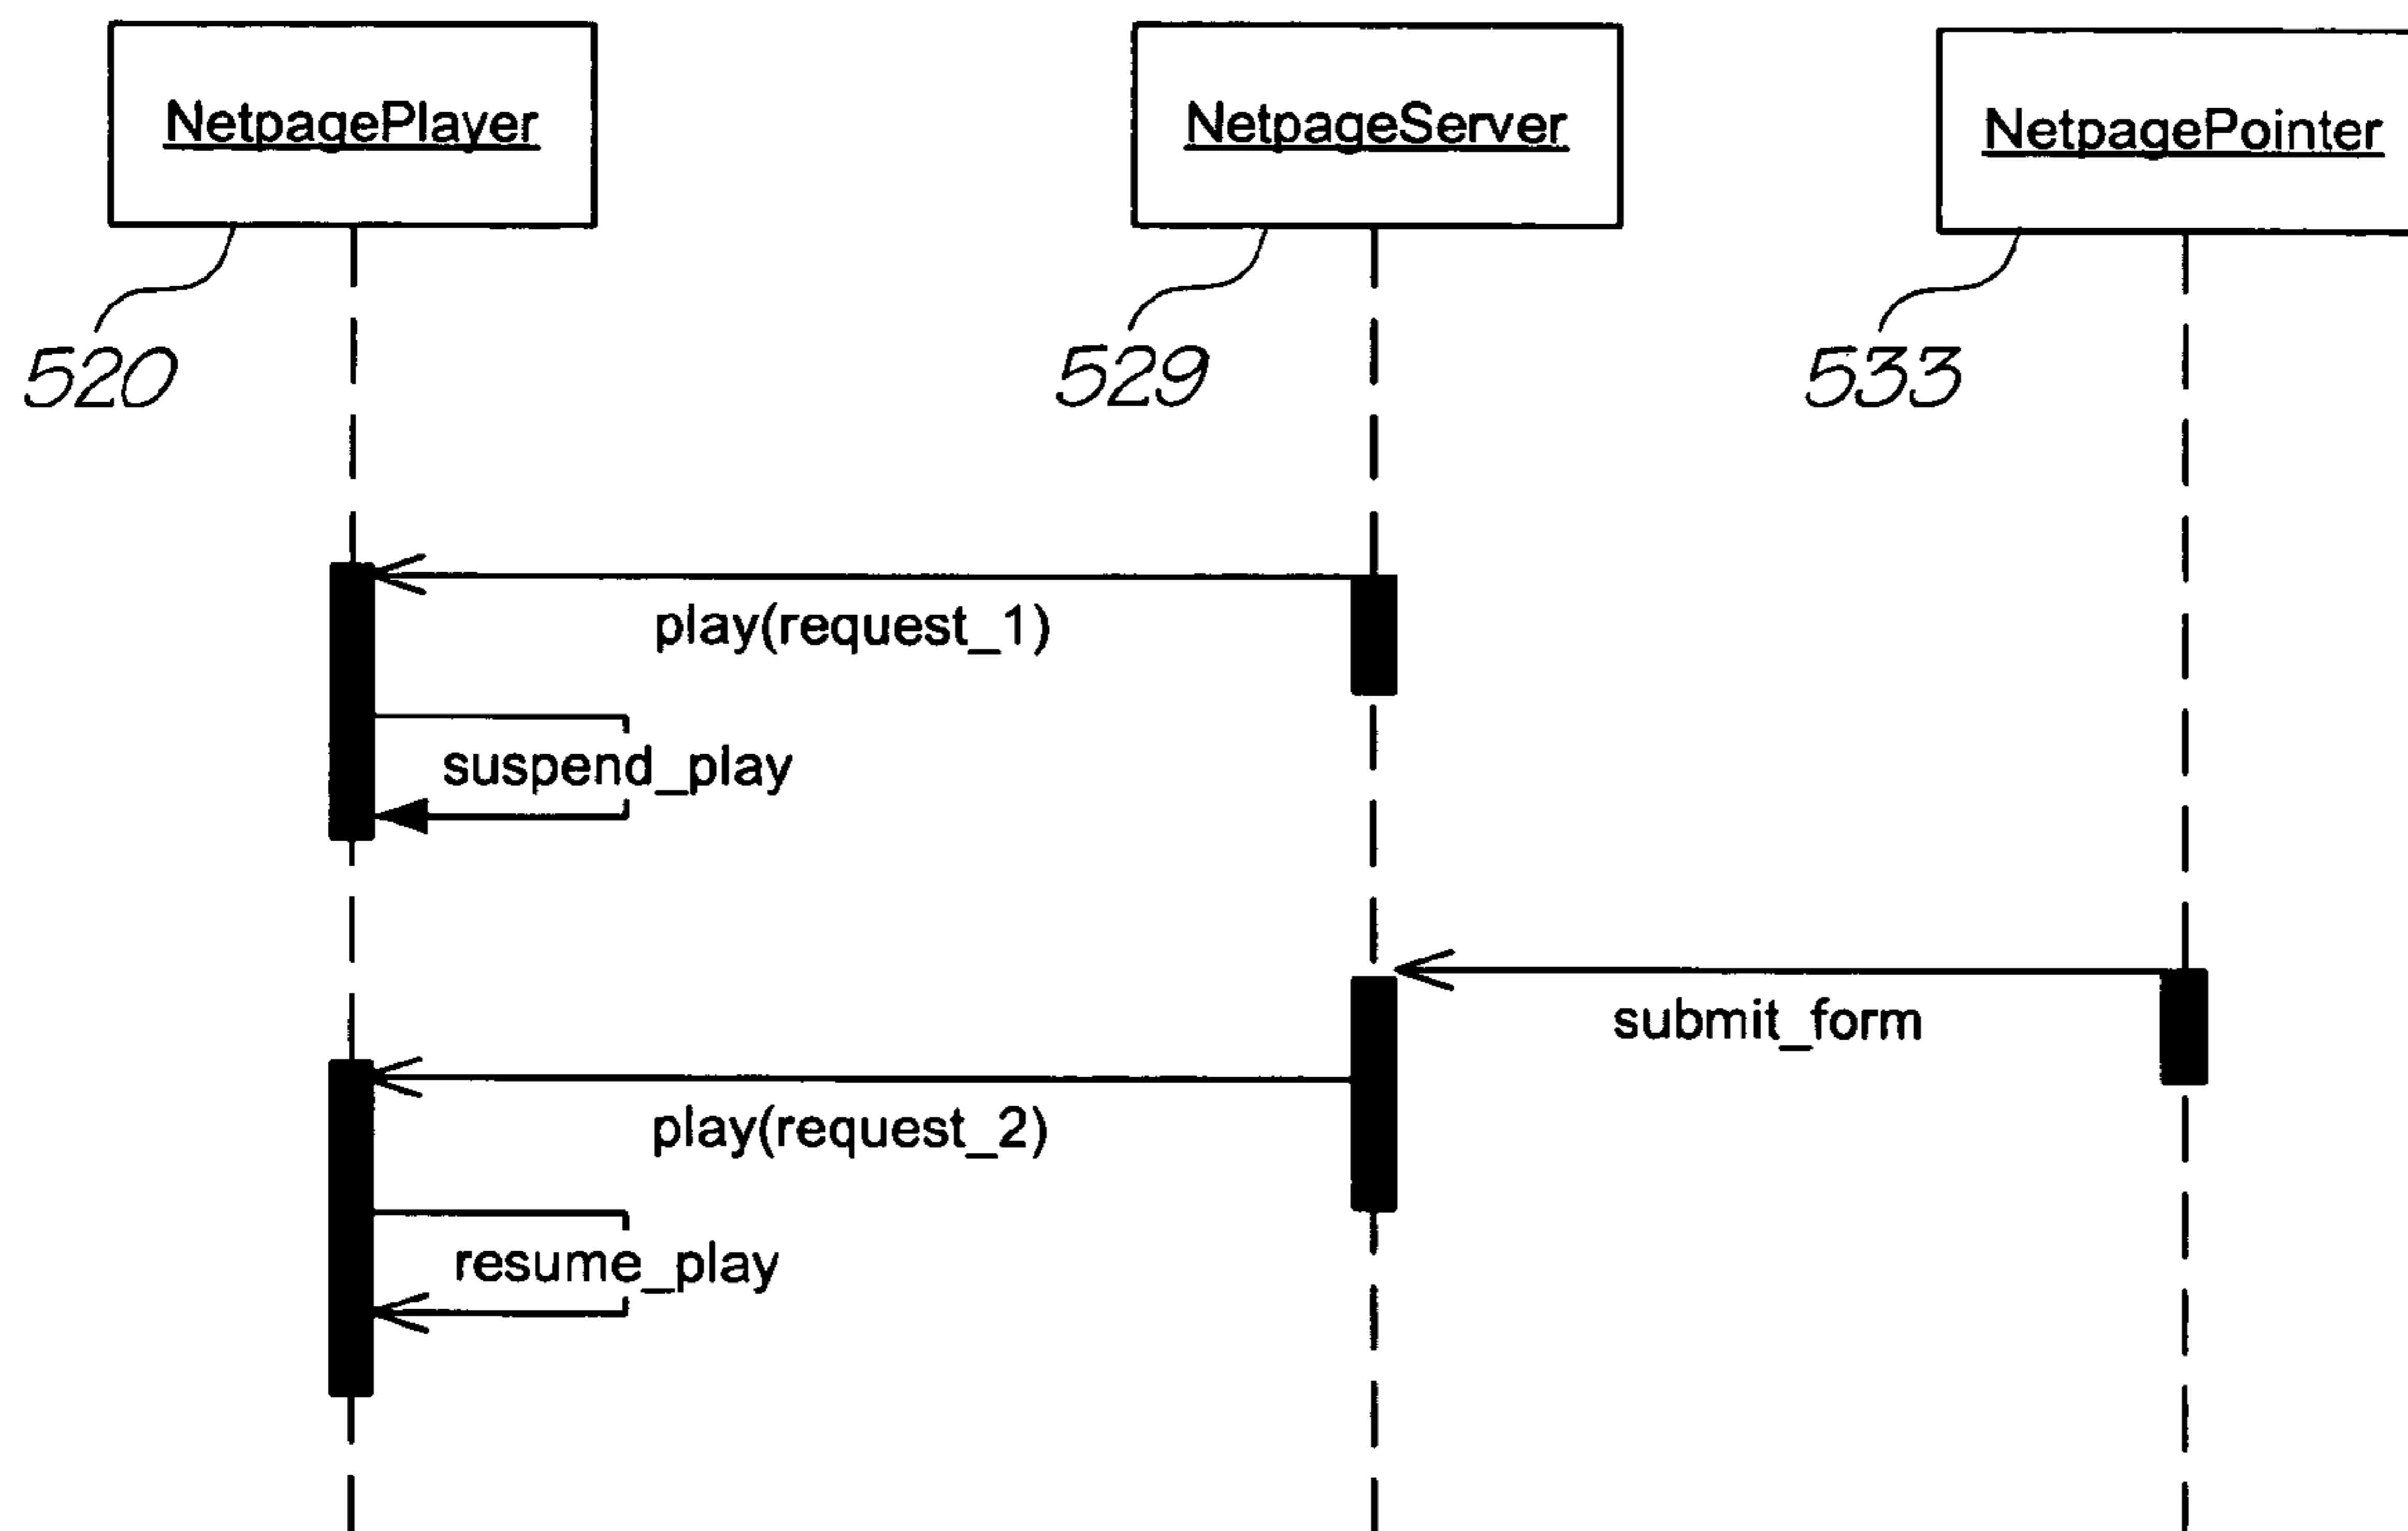 NetpagePlayer
NetpageServer
NetpagePointer
520
529
533
play(request_1)
suspend_play
submit_form
play(request_2)
resume_play